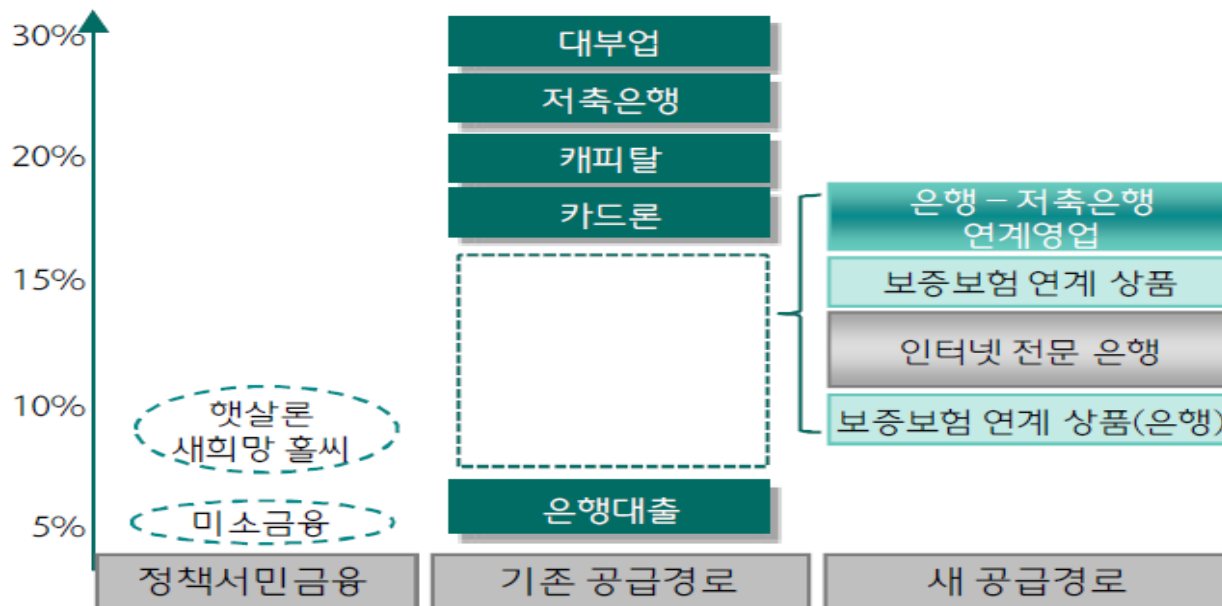 30%
20%
15%
10%
5%
햇살론
새희망 홀씨
미소금융
정책서민금융
대부업
저축은행
캐피탈
카드론
은행대출
기존 공급경로
은행 – 저축은행
연계영업
보증보험 연계 상품
인터넷 전문 은행
보증보험 연계 상품(은행)
새 공급경로